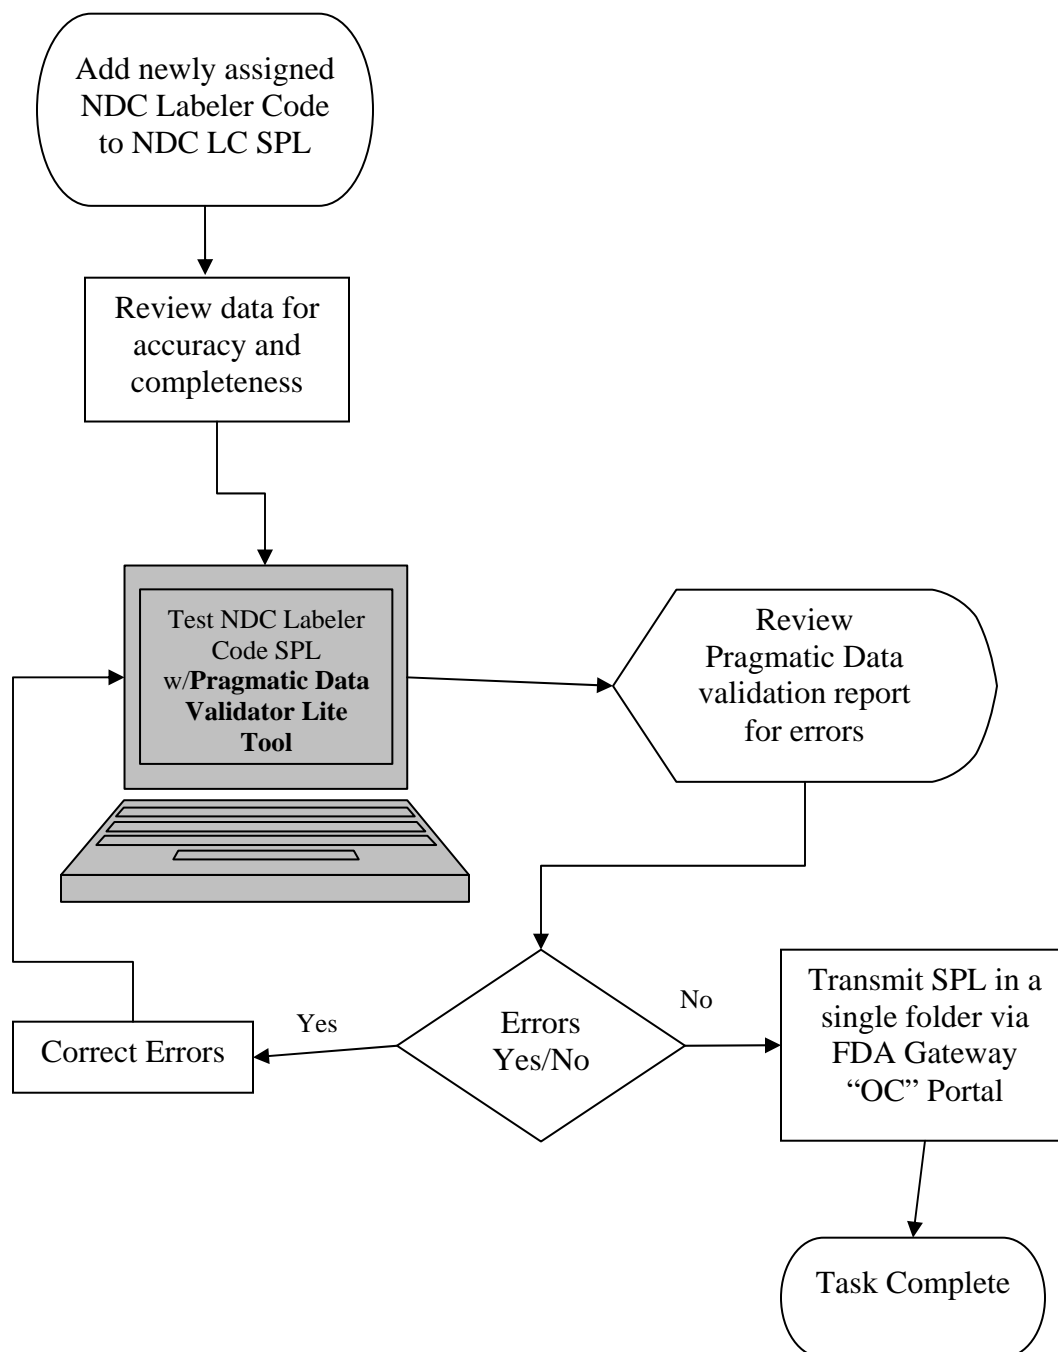 Add newly assigned
NDC Labeler Code
to NDC LC SPL
Review data for
accuracy and
completeness
Test NDC Labeler
Code SPL
w/Pragmatic Data
Validator Lite
Tool
Review
Pragmatic Data
validation report
for errors
Errors
Yes/No
Yes
No
Correct Errors
Transmit SPL in a
single folder via
FDA Gateway
“OC” Portal
Task Complete